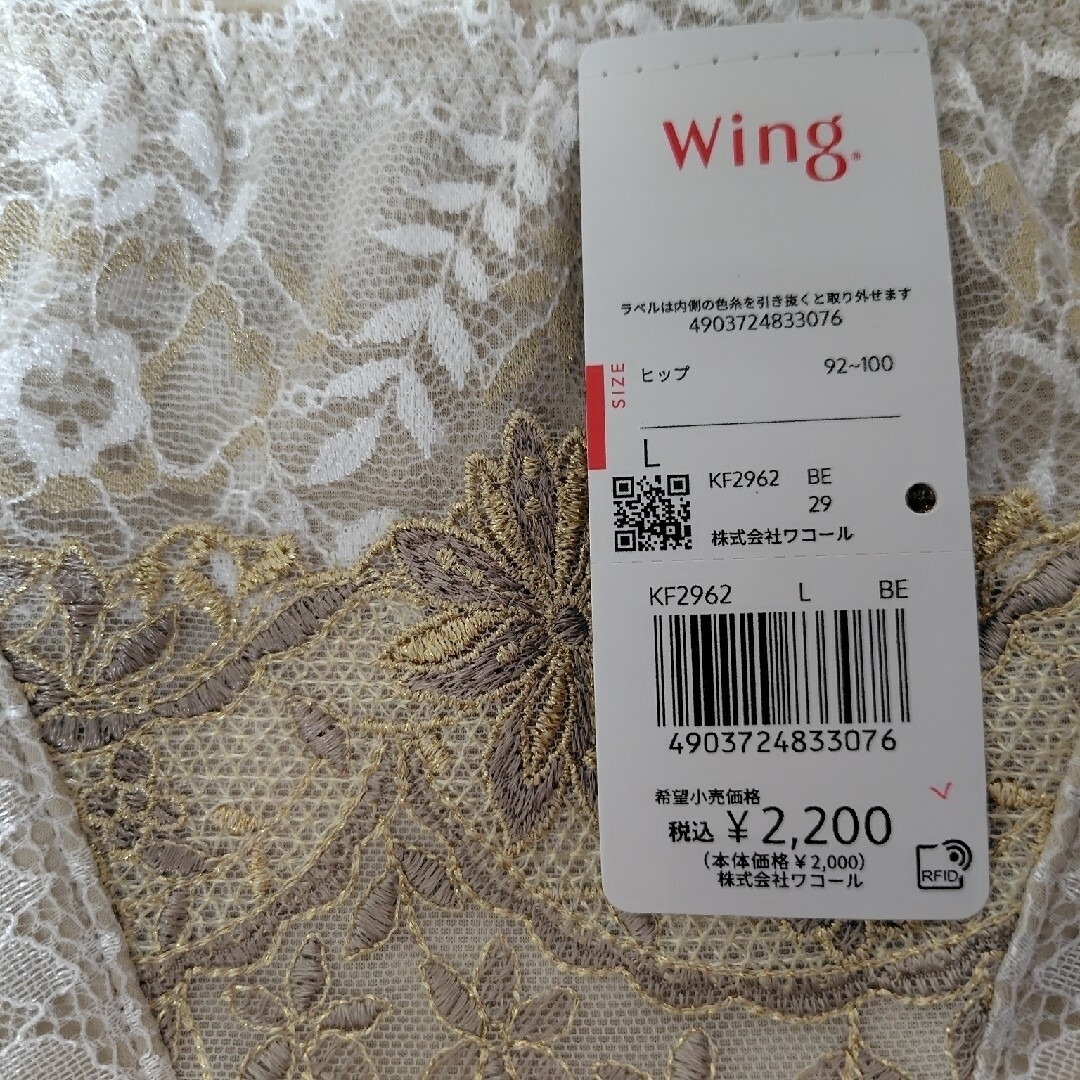 Wing®
ラベルは内側の色糸を引き抜くと取り外せます
4903724833076
SIZE
ヒップ 92~100
L
KF2962 BE
29
株式会社ワコール
KF2962 L BE
4903724833076
希望小売価格
税込 ¥2,200
(本体価格¥2,000)
株式会社ワコール
RFID